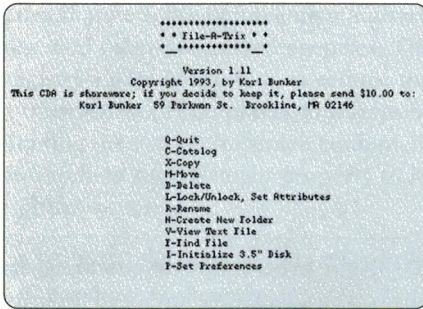 * * File-A-Trix * *
Version 1.11
Copyright 1993, by Karl Bunker
This CDA is shareware; if you decide to keep it, please send $10.00 to:
Karl Bunker 59 Parkman St. Brookline, MA 02146
Q-Quit
C-Catalog
X-Copy
M-Move
D-Delete
L-Lock/Unlock, Set Attributes
R-Rename
N-Create New Folder
V-View Text File
F-Find File
I-Initialize 3.5" Disk
P-Set Preferences